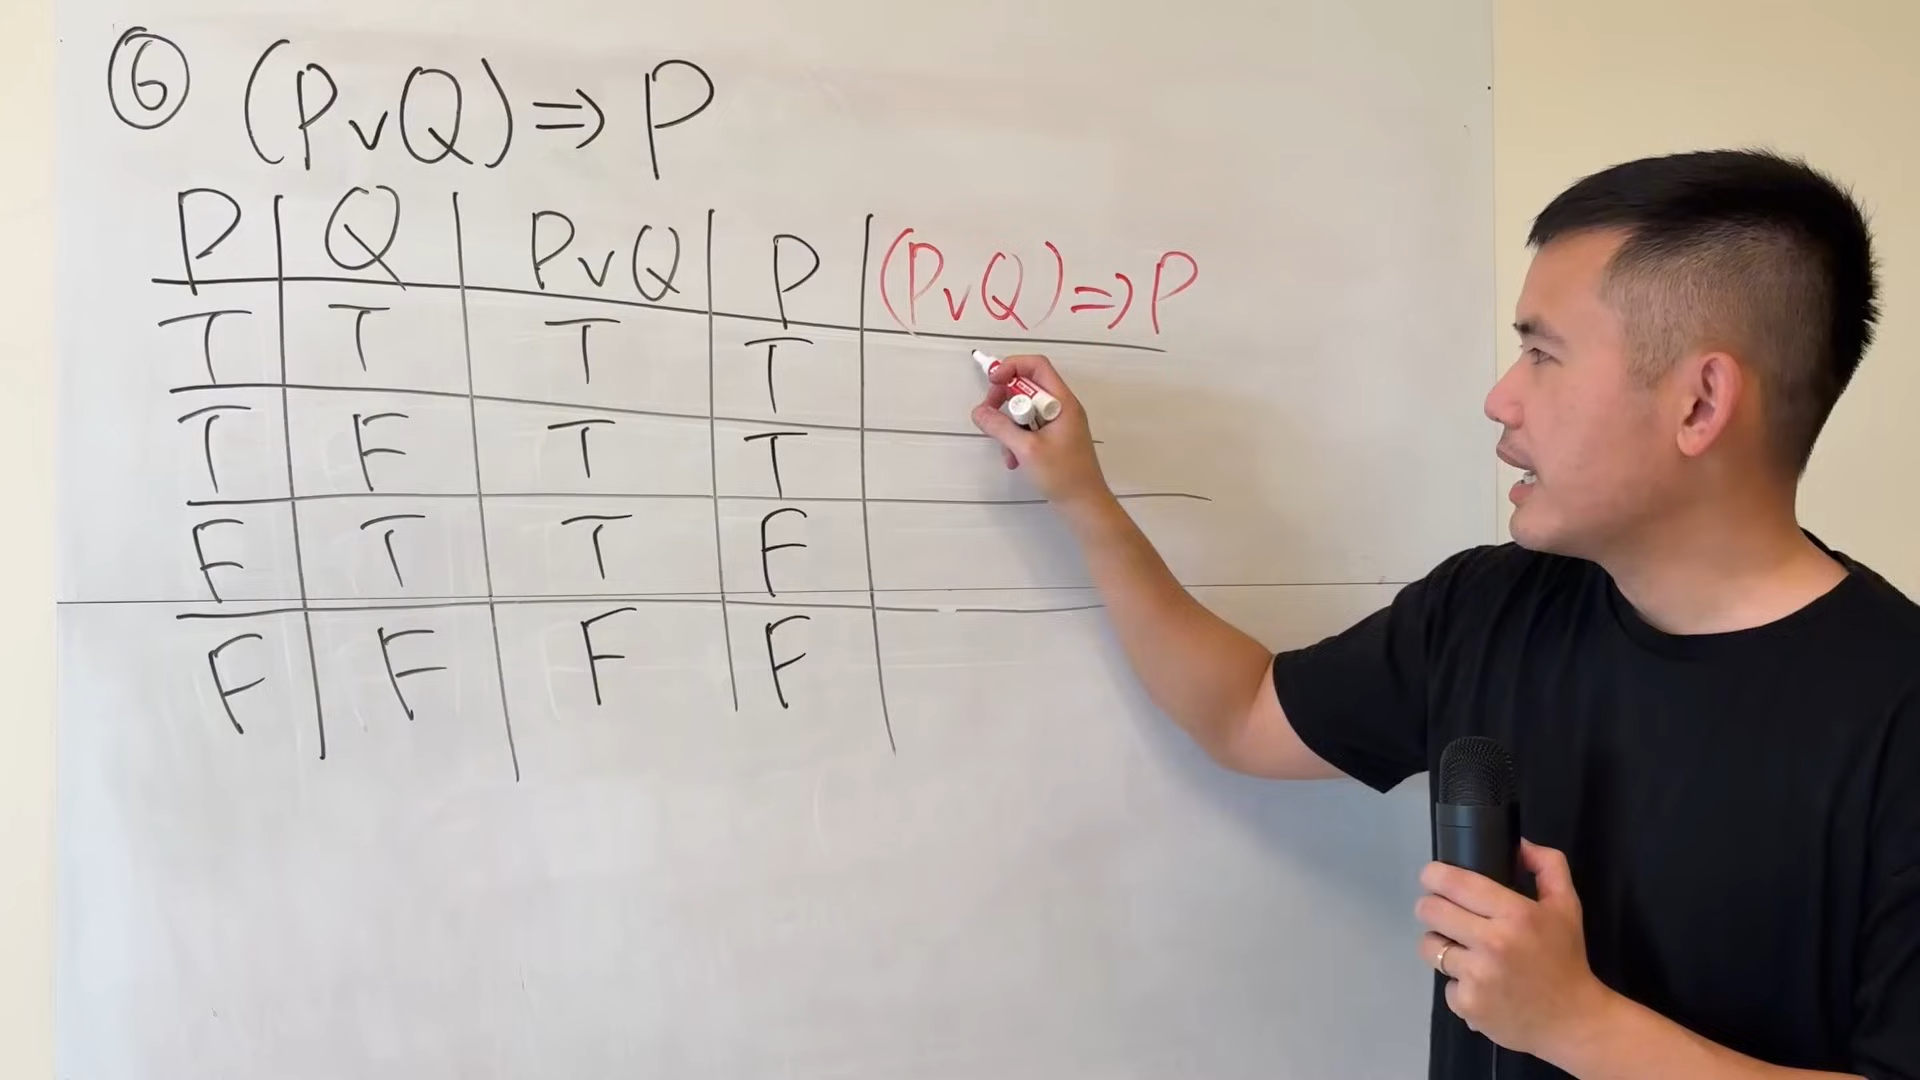 ⑥ (P∨Q)⇒P
P Q P∨Q P (P∨Q)⇒P
T T T T
T F T T
F T T F
F F F F